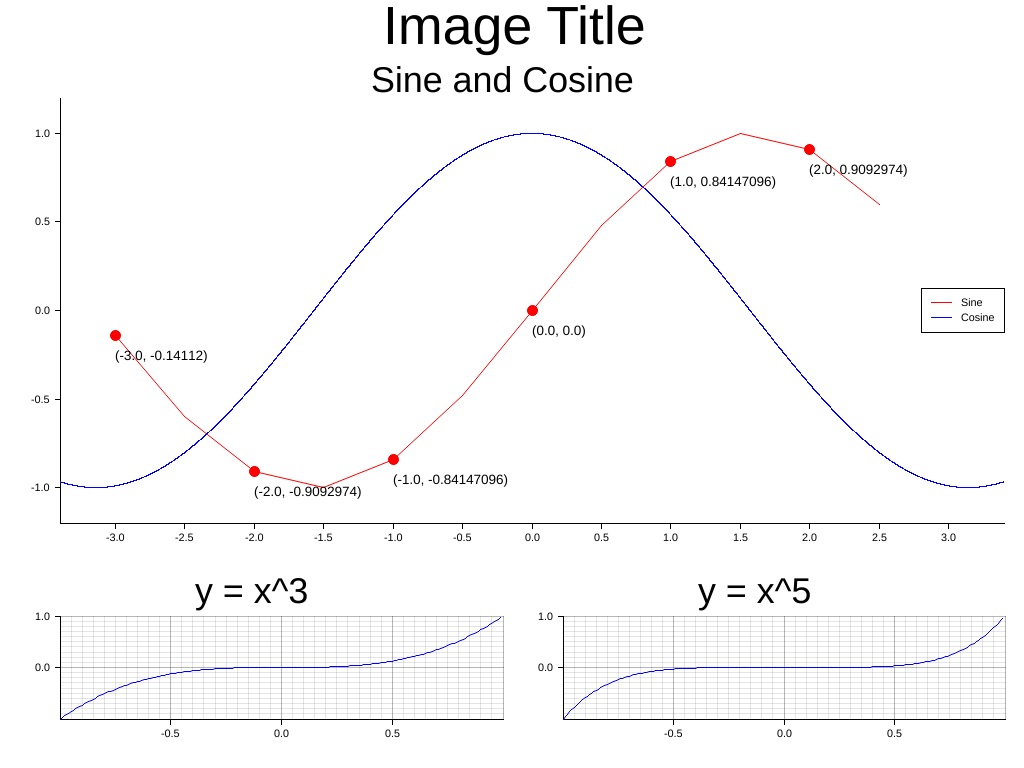 Image Title
Sine and Cosine
1.0
0.5
0.0
-0.5
-1.0
(-3.0, -0.14112)
(-2.0, -0.9092974)
(-1.0, -0.84147096)
(0.0, 0.0)
(1.0, 0.84147096)
(2.0, 0.9092974)
Sine
Cosine
-3.0 -2.5 -2.0 -1.5 -1.0 -0.5 0.0 0.5 1.0 1.5 2.0 2.5 3.0
y = x^3
1.0
0.0
-0.5 0.0 0.5
y = x^5
1.0
0.0
-0.5 0.0 0.5